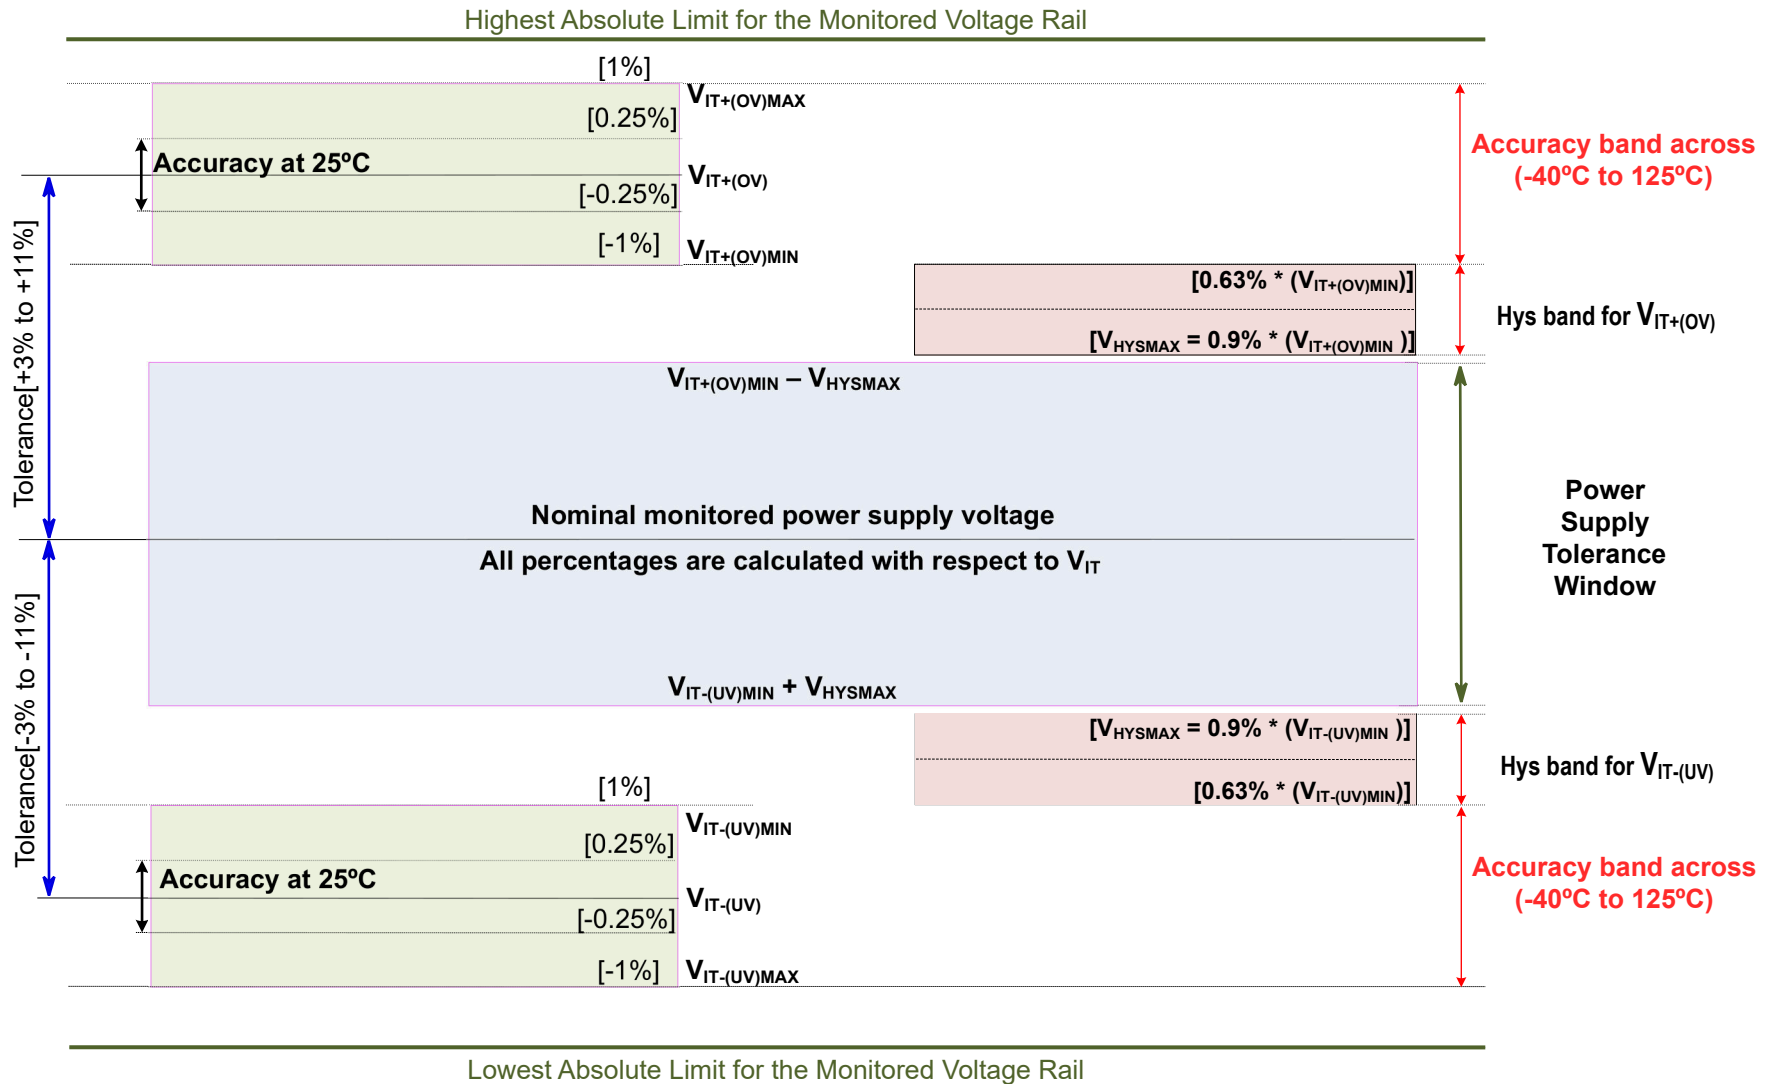 Highest Absolute Limit for the Monitored Voltage Rail
[1%]
VIT+(OV)MAX
[0.25%]
Accuracy at 25ºC
VIT+(OV)
[-0.25%]
[-1%]
VIT+(OV)MIN
Accuracy band across
(-40ºC to 125ºC)
Tolerance[+3% to +11%]
[0.63% * (VIT+(OV)MIN)]
[VHYSMAX = 0.9% * (VIT+(OV)MIN )]
Hys band for VIT+(OV)
VIT+(OV)MIN – VHYSMAX
Nominal monitored power supply voltage
All percentages are calculated with respect to VIT
Power
Supply
Tolerance
Window
VIT-(UV)MIN + VHYSMAX
Tolerance[-3% to -11%]
[VHYSMAX = 0.9% * (VIT-(UV)MIN )]
[0.63% * (VIT-(UV)MIN)]
Hys band for VIT-(UV)
[1%]
VIT-(UV)MIN
[0.25%]
Accuracy at 25ºC
VIT-(UV)
[-0.25%]
[-1%]
VIT-(UV)MAX
Accuracy band across
(-40ºC to 125ºC)
Lowest Absolute Limit for the Monitored Voltage Rail